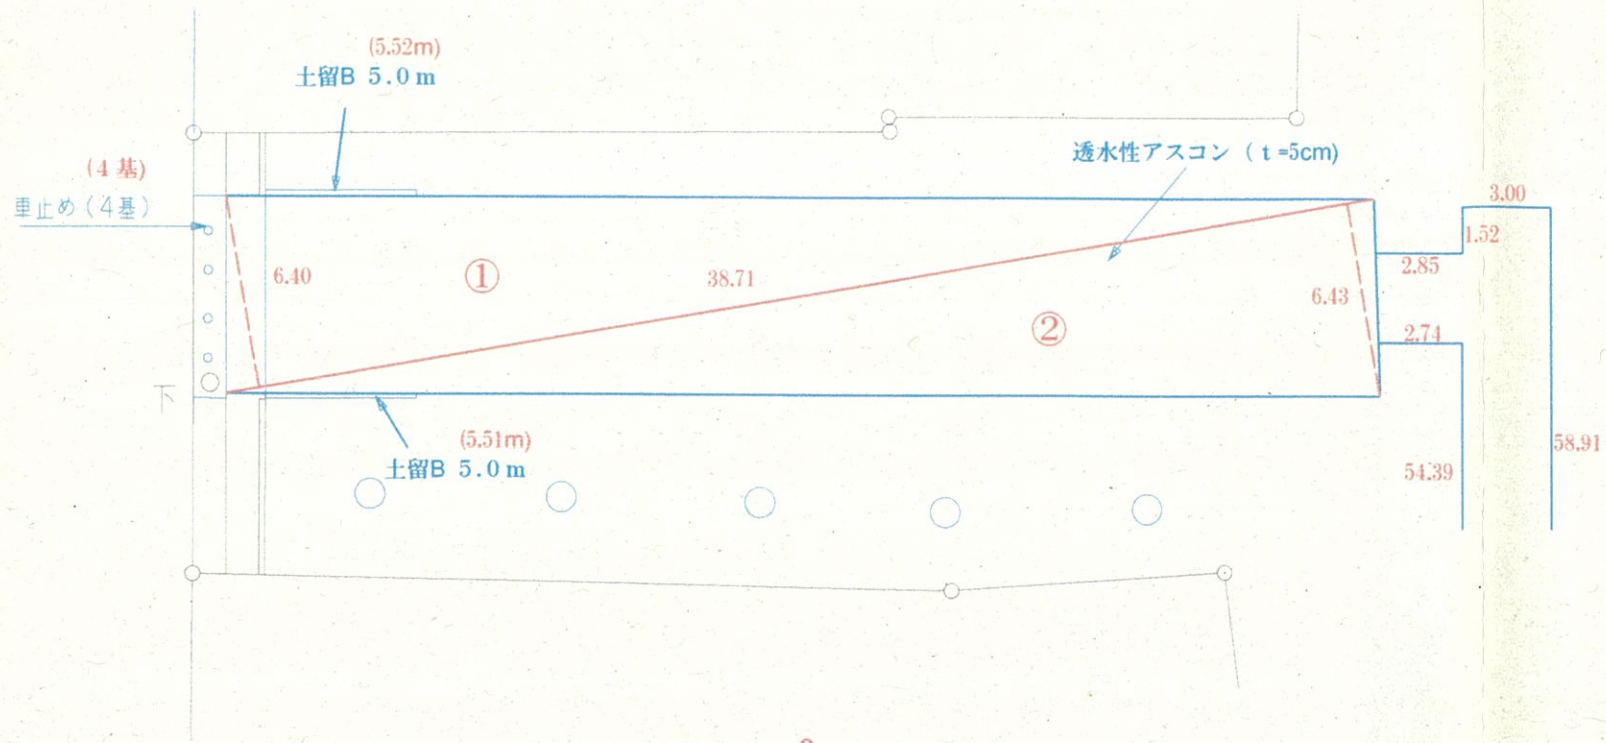 (5.52m)
土留B 5.0m
(4基)
車止め(4基)
透水性アスコン (t=5cm)
3.00
1.52
2.85
6.40
①
38.71
6.43
②
2.74
下
(5.51m)
土留B 5.0m
54.39
58.91